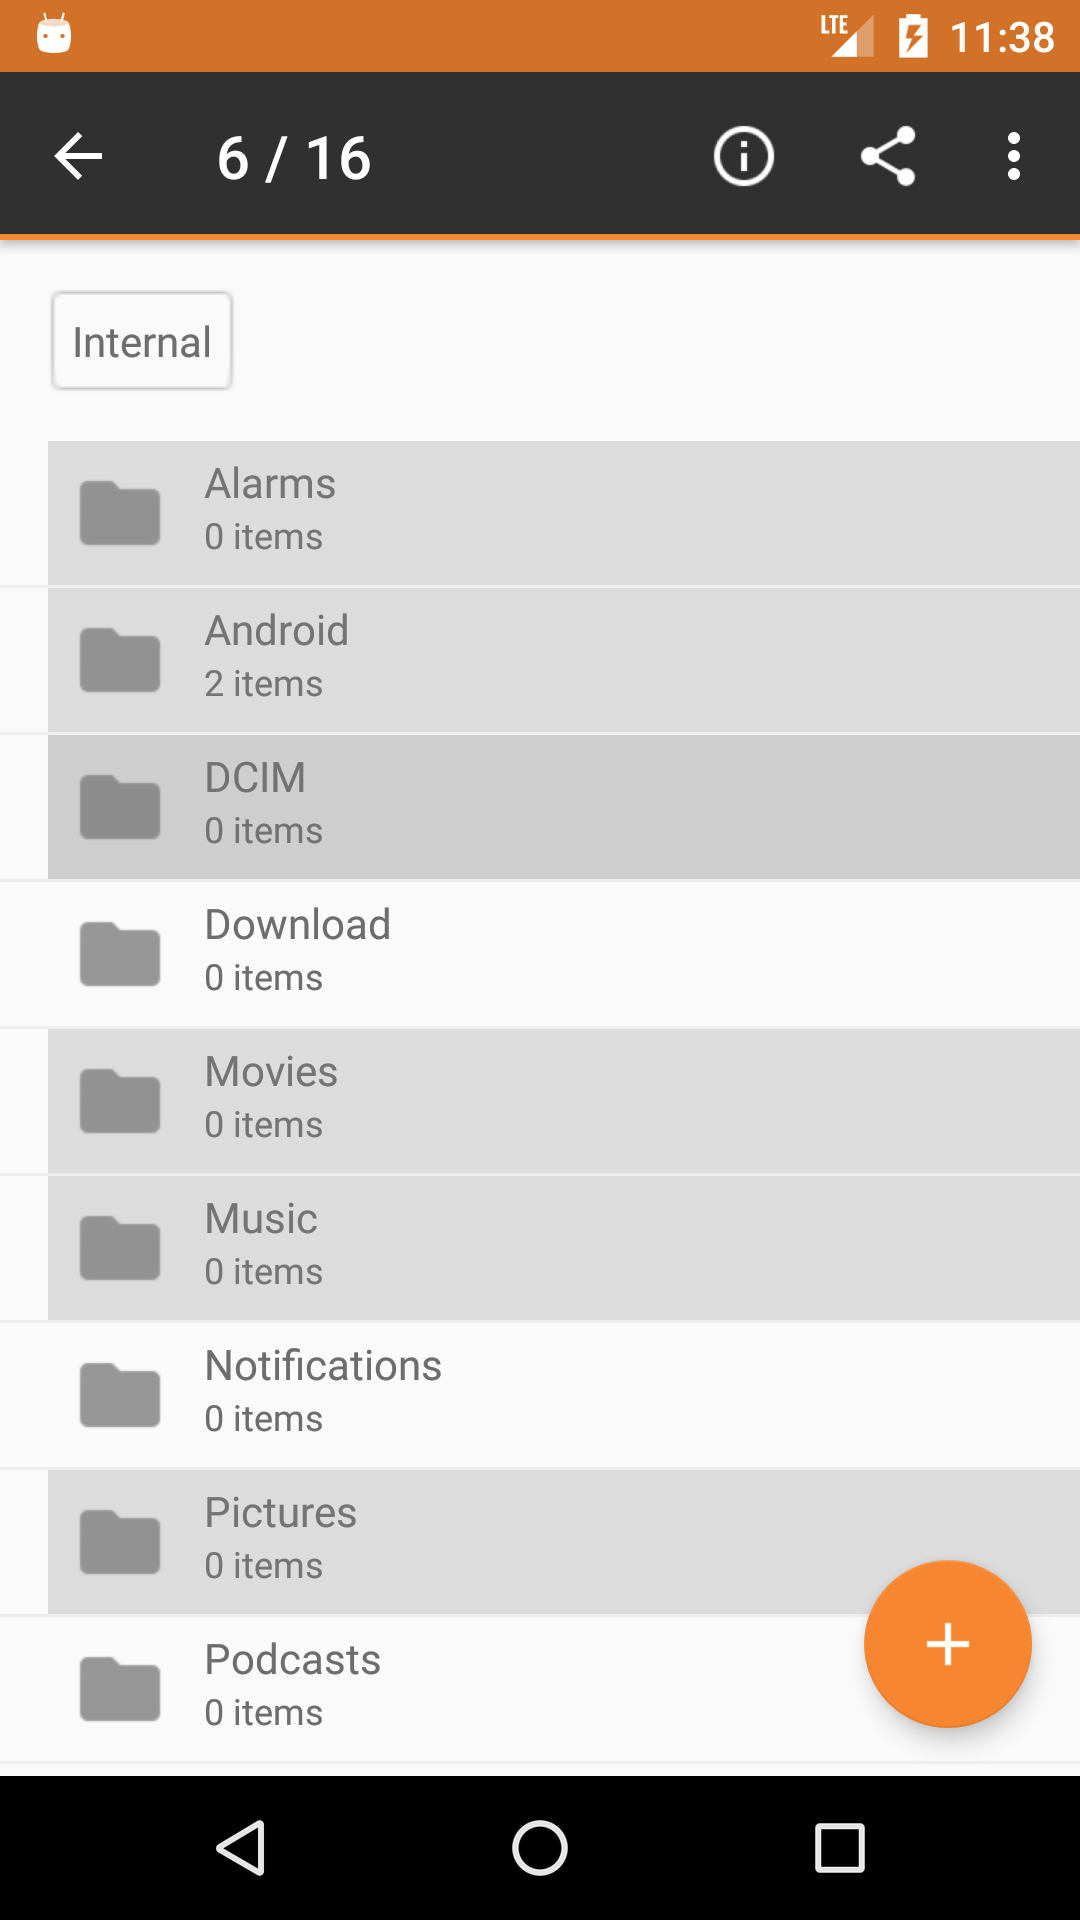 LTE 11:38
6 / 16
Internal
Alarms
0 items
Android
2 items
DCIM
0 items
Download
0 items
Movies
0 items
Music
0 items
Notifications
0 items
Pictures
0 items
Podcasts
0 items